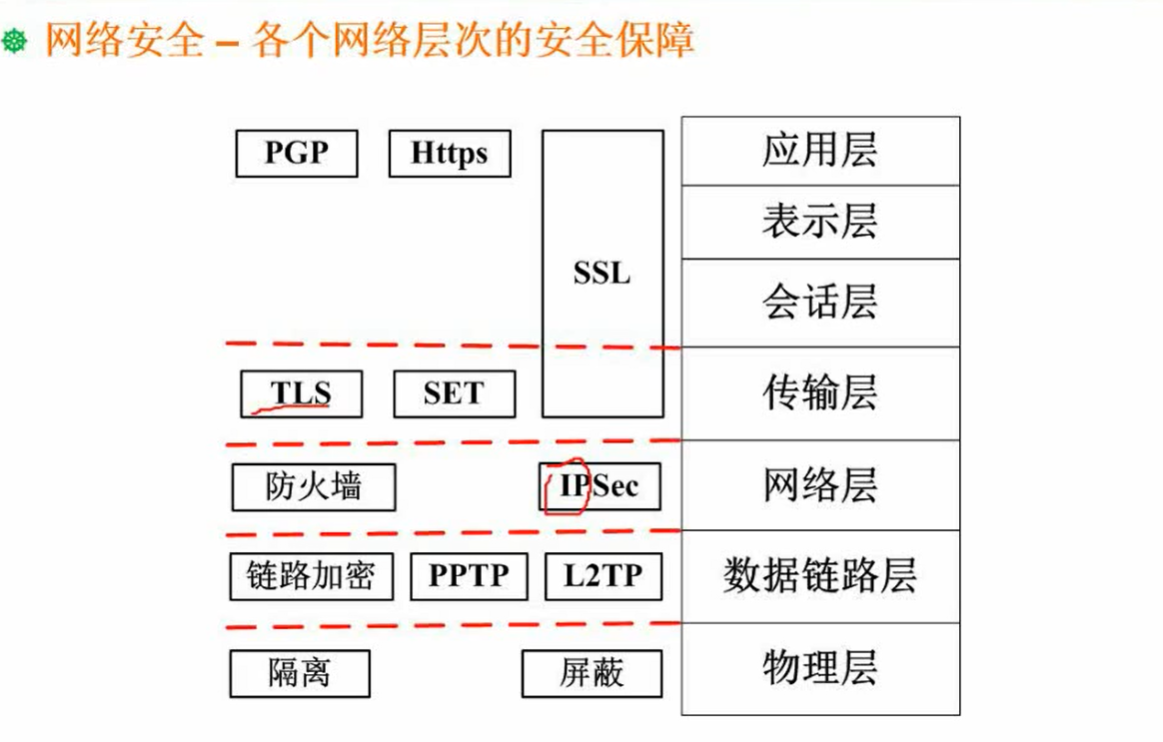 网络安全 – 各个网络层次的安全保障
PGP Https 应用层
表示层
SSL 会话层
TLS SET 传输层
防火墙 IPSec 网络层
链路加密 PPTP L2TP 数据链路层
隔离 屏蔽 物理层